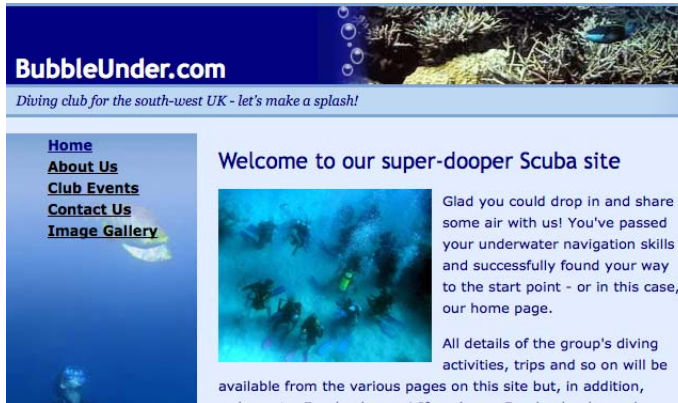 BubbleUnder.com
Diving club for the south-west UK - let's make a splash!
Home
About Us
Club Events
Contact Us
Image Gallery
Welcome to our super-dooper Scuba site
Glad you could drop in and share
some air with us! You've passed
your underwater navigation skills
and successfully found your way
to the start point - or in this case,
our home page.
All details of the group's diving
activities, trips and so on will be
available from the various pages on this site but, in addition,